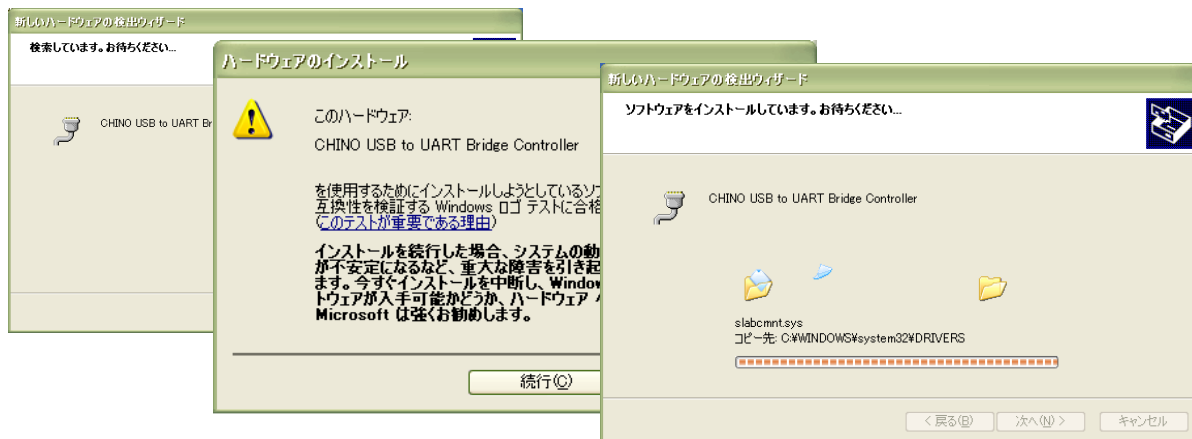 新しいハードウェアの検出ウィザード
検索しています。お待ちください...
CHINO USB to UART Br
ハードウェアのインストール
このハードウェア:
CHINO USB to UART Bridge Controller
を使用するためにインストールしようとしているソフ
互換性を検証する Windows ロゴ テストに合格
(このテストが重要である理由)
インストールを続行した場合、システムの動
が不安定になるなど、重大な障害を引き起
ます。今すぐインストールを中断し、Window
トウェアが入手可能かどうか、ハードウェア
Microsoft は強くお勧めします。
続行(C)
新しいハードウェアの検出ウィザード
ソフトウェアをインストールしています。お待ちください...
CHINO USB to UART Bridge Controller
slabcmnt.sys
コピー先: C:¥WINDOWS¥system32¥DRIVERS
< 戻る(B)
次へ(N) >
キャンセル